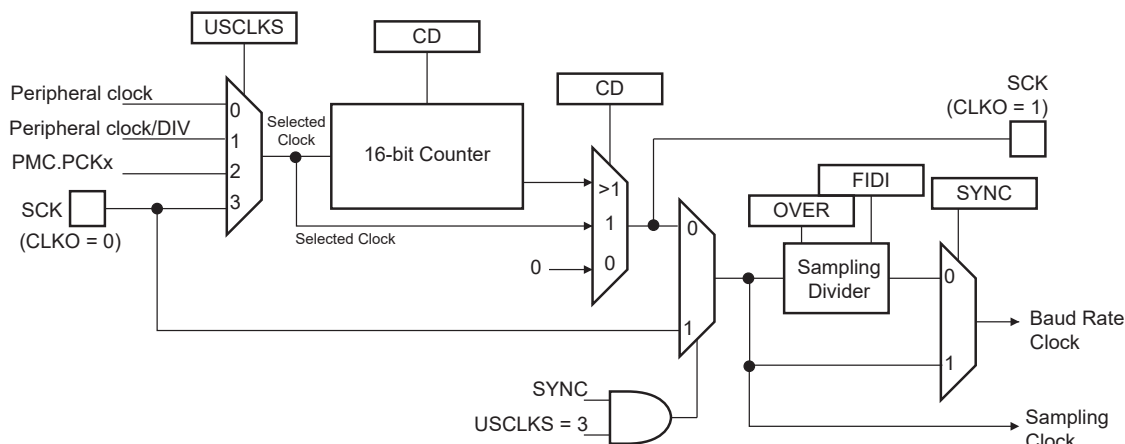 USCLKS
CD
CD
SCK
(CLKO = 1)
Peripheral clock
Peripheral clock/DIV
PMC.PCKx
SCK
(CLKO = 0)
0
1
2
3
Selected
Clock
16-bit Counter
Selected Clock
>1
1
0
0
0
1
FIDI
OVER
SYNC
Sampling
Divider
0
1
Baud Rate
Clock
SYNC
USCLKS = 3
Sampling
Clock